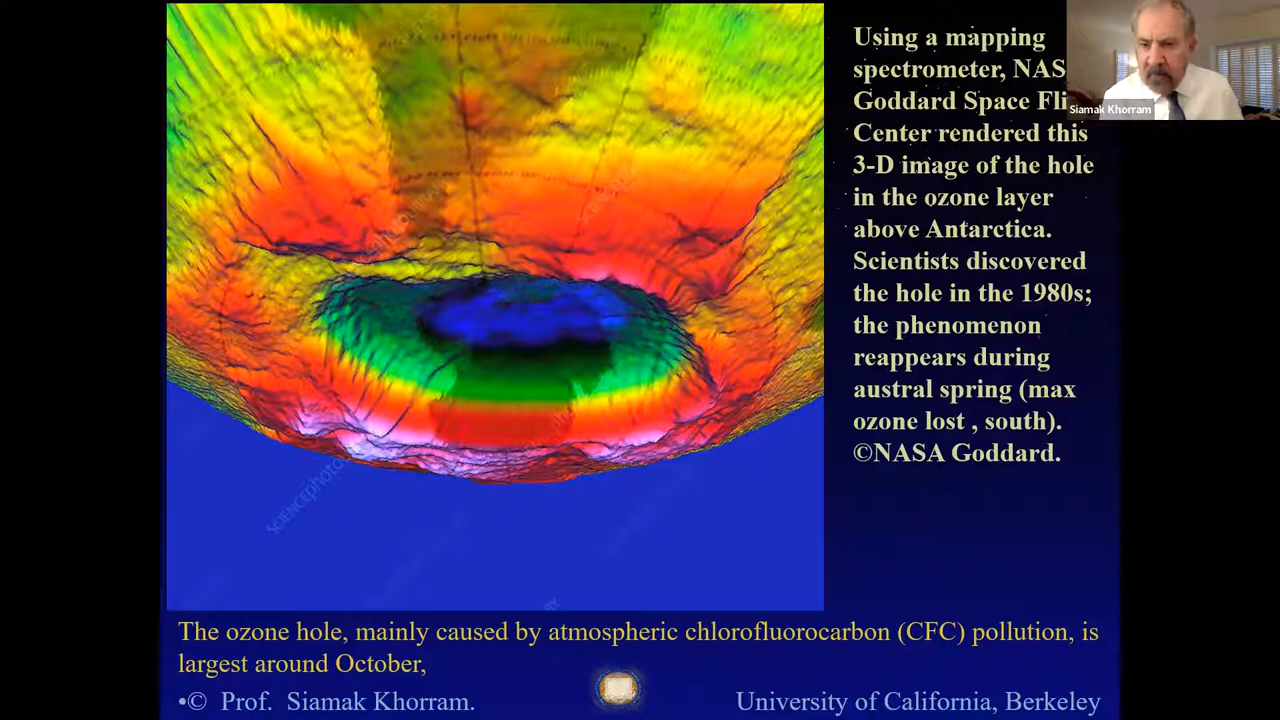 Using a mapping
spectrometer, NAS
Goddard Space Fli
Center rendered this
3-D image of the hole
in the ozone layer
above Antarctica.
Scientists discovered
the hole in the 1980s;
the phenomenon
reappears during
austral spring (max
ozone lost , south).
©NASA Goddard.
Siamak Khorram
The ozone hole, mainly caused by atmospheric chlorofluorocarbon (CFC) pollution, is
largest around October,
•© Prof. Siamak Khorram.
University of California, Berkeley